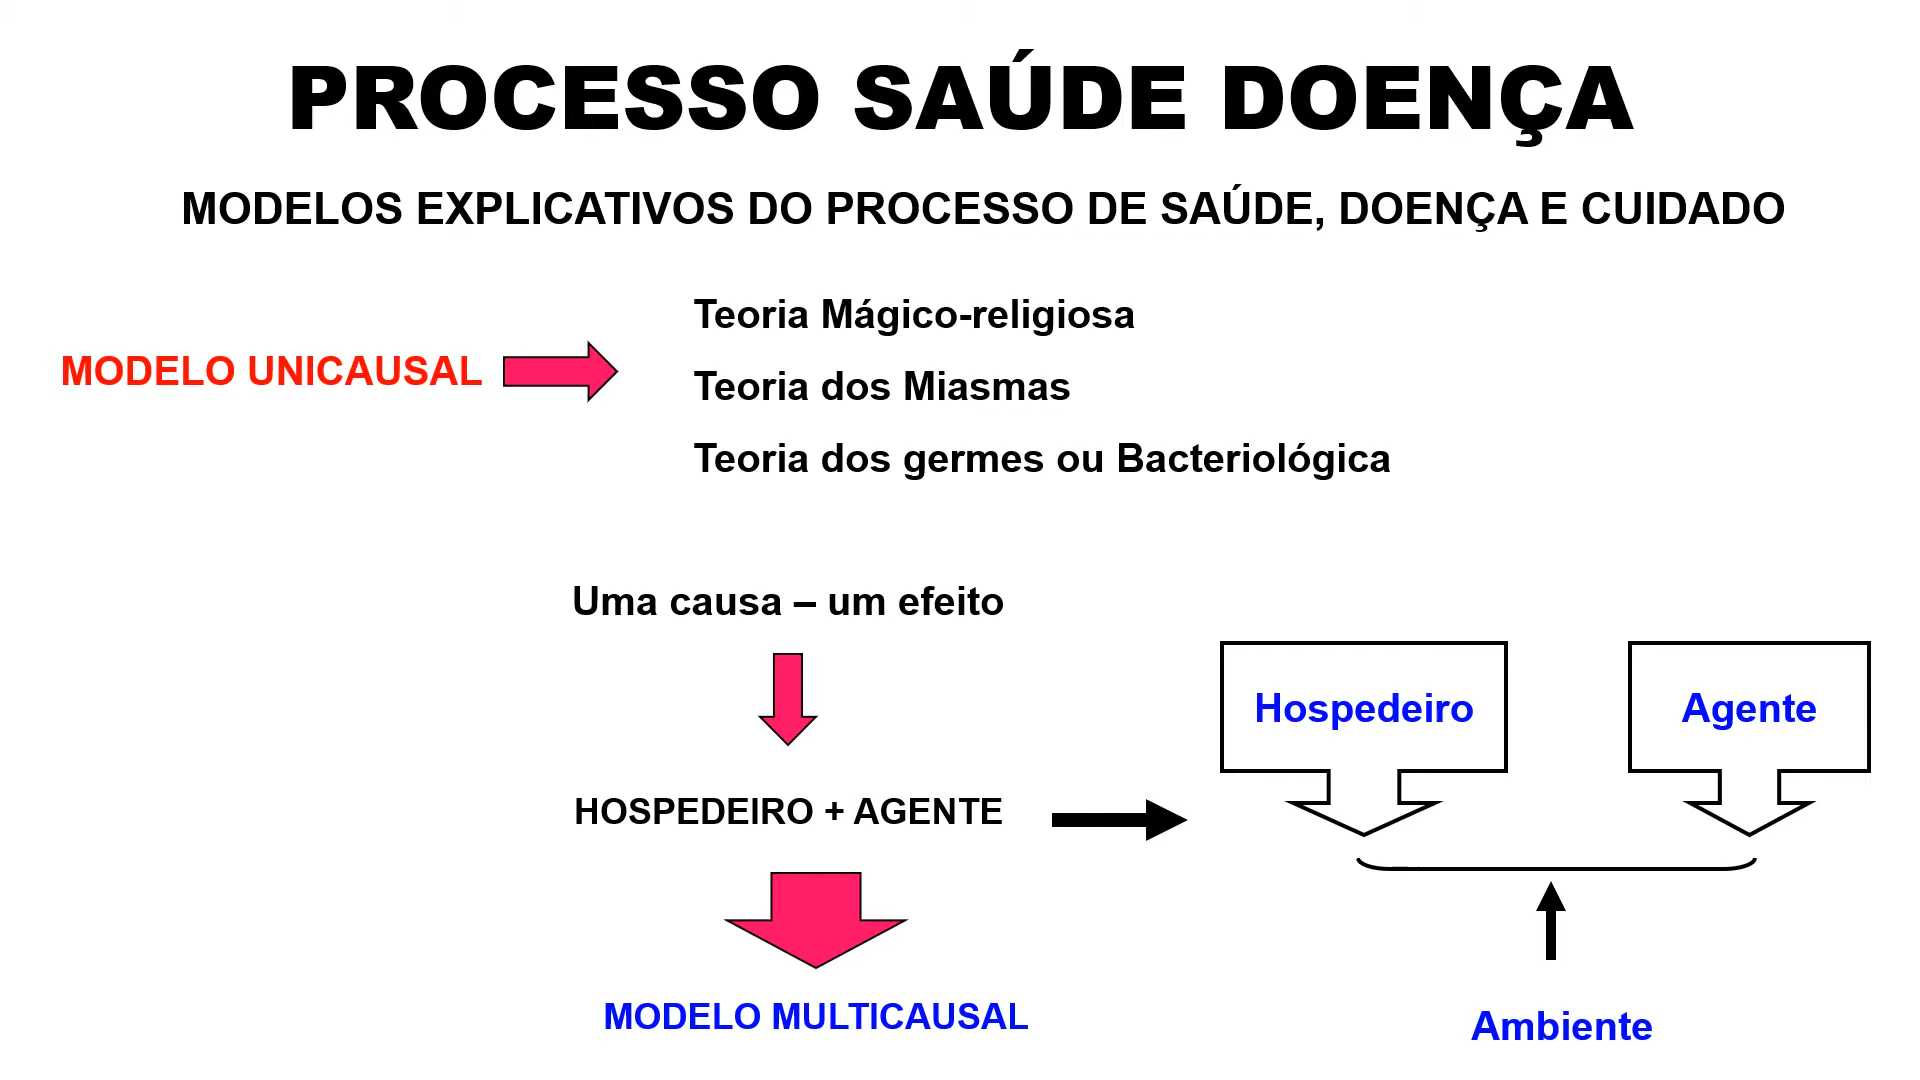 PROCESSO SAÚDE DOENÇA
MODELOS EXPLICATIVOS DO PROCESSO DE SAÚDE, DOENÇA E CUIDADO
Teoria Mágico-religiosa
MODELO UNICAUSAL
Teoria dos Miasmas
Teoria dos germes ou Bacteriológica
Uma causa – um efeito
Hospedeiro
Agente
HOSPEDEIRO + AGENTE
MODELO MULTICAUSAL
Ambiente